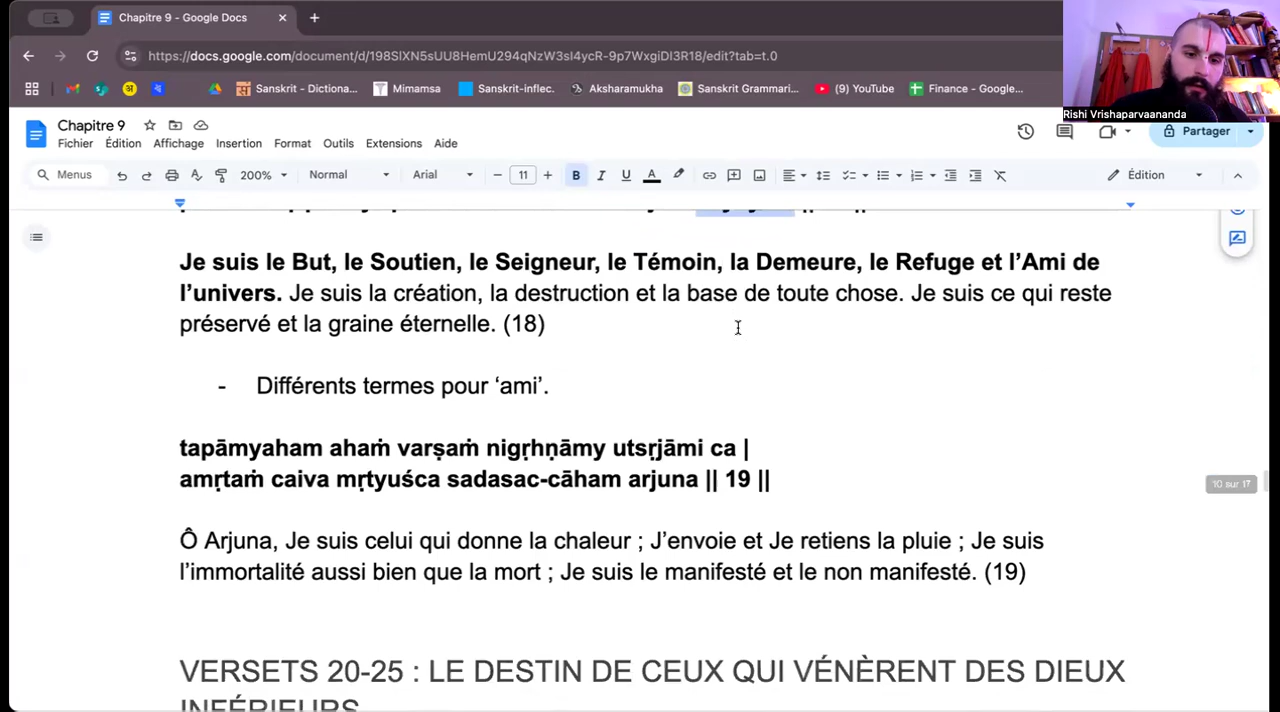 Chapitre 9 - Google Docs
https://docs.google.com/document/d/198SlXN5sUU8HemU294qNzW3sI4ycR-9p7WxgiDI3R18/edit?tab=t.0
Sanskrit - Dictiona... Mimamsa Sanskrit-inflec. Aksharamukha Sanskrit Grammari... (9) YouTube Finance - Google...
Rishi Vrishaparvaananda
Chapitre 9
Partager
Fichier Édition Affichage Insertion Format Outils Extensions Aide
Menus 200% Normal Arial 11 B I U A Édition
Je suis le But, le Soutien, le Seigneur, le Témoin, la Demeure, le Refuge et l’Ami de
l’univers. Je suis la création, la destruction et la base de toute chose. Je suis ce qui reste
préservé et la graine éternelle. (18)
- Différents termes pour ‘ami’.
tapāmyaham ahaṁ varṣaṁ nigṛhṇāmy utsṛjāmi ca |
amṛtaṁ caiva mṛtyuśca sadasac-cāham arjuna || 19 ||
10 sur 17
Ô Arjuna, Je suis celui qui donne la chaleur ; J’envoie et Je retiens la pluie ; Je suis
l’immortalité aussi bien que la mort ; Je suis le manifesté et le non manifesté. (19)
VERSETS 20-25 : LE DESTIN DE CEUX QUI VÉNÈRENT DES DIEUX
INFÉRIEURS